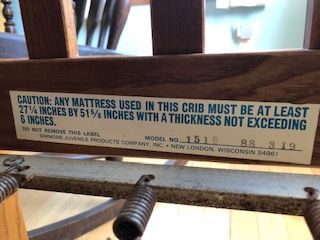 CAUTION: ANY MATTRESS USED IN THIS CRIB MUST BE AT LEAST
27¼ INCHES BY 51⅝ INCHES WITH A THICKNESS NOT EXCEEDING
6 INCHES.
DO NOT REMOVE THIS LABEL MODEL NO. 1519 88 319
SIMMONS JUVENILE PRODUCTS COMPANY, INC. • NEW LONDON, WISCONSIN 54961